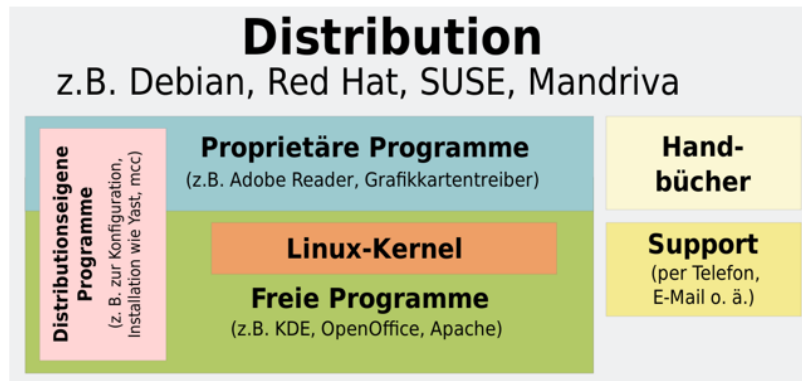 Distribution
z.B. Debian, Red Hat, SUSE, Mandriva
Distributionseigene
Programme
(z. B. zur Konfiguration,
Installation wie Yast, mcc)
Proprietäre Programme
(z.B. Adobe Reader, Grafikkartentreiber)
Linux-Kernel
Freie Programme
(z.B. KDE, OpenOffice, Apache)
Hand-
bücher
Support
(per Telefon,
E-Mail o. ä.)